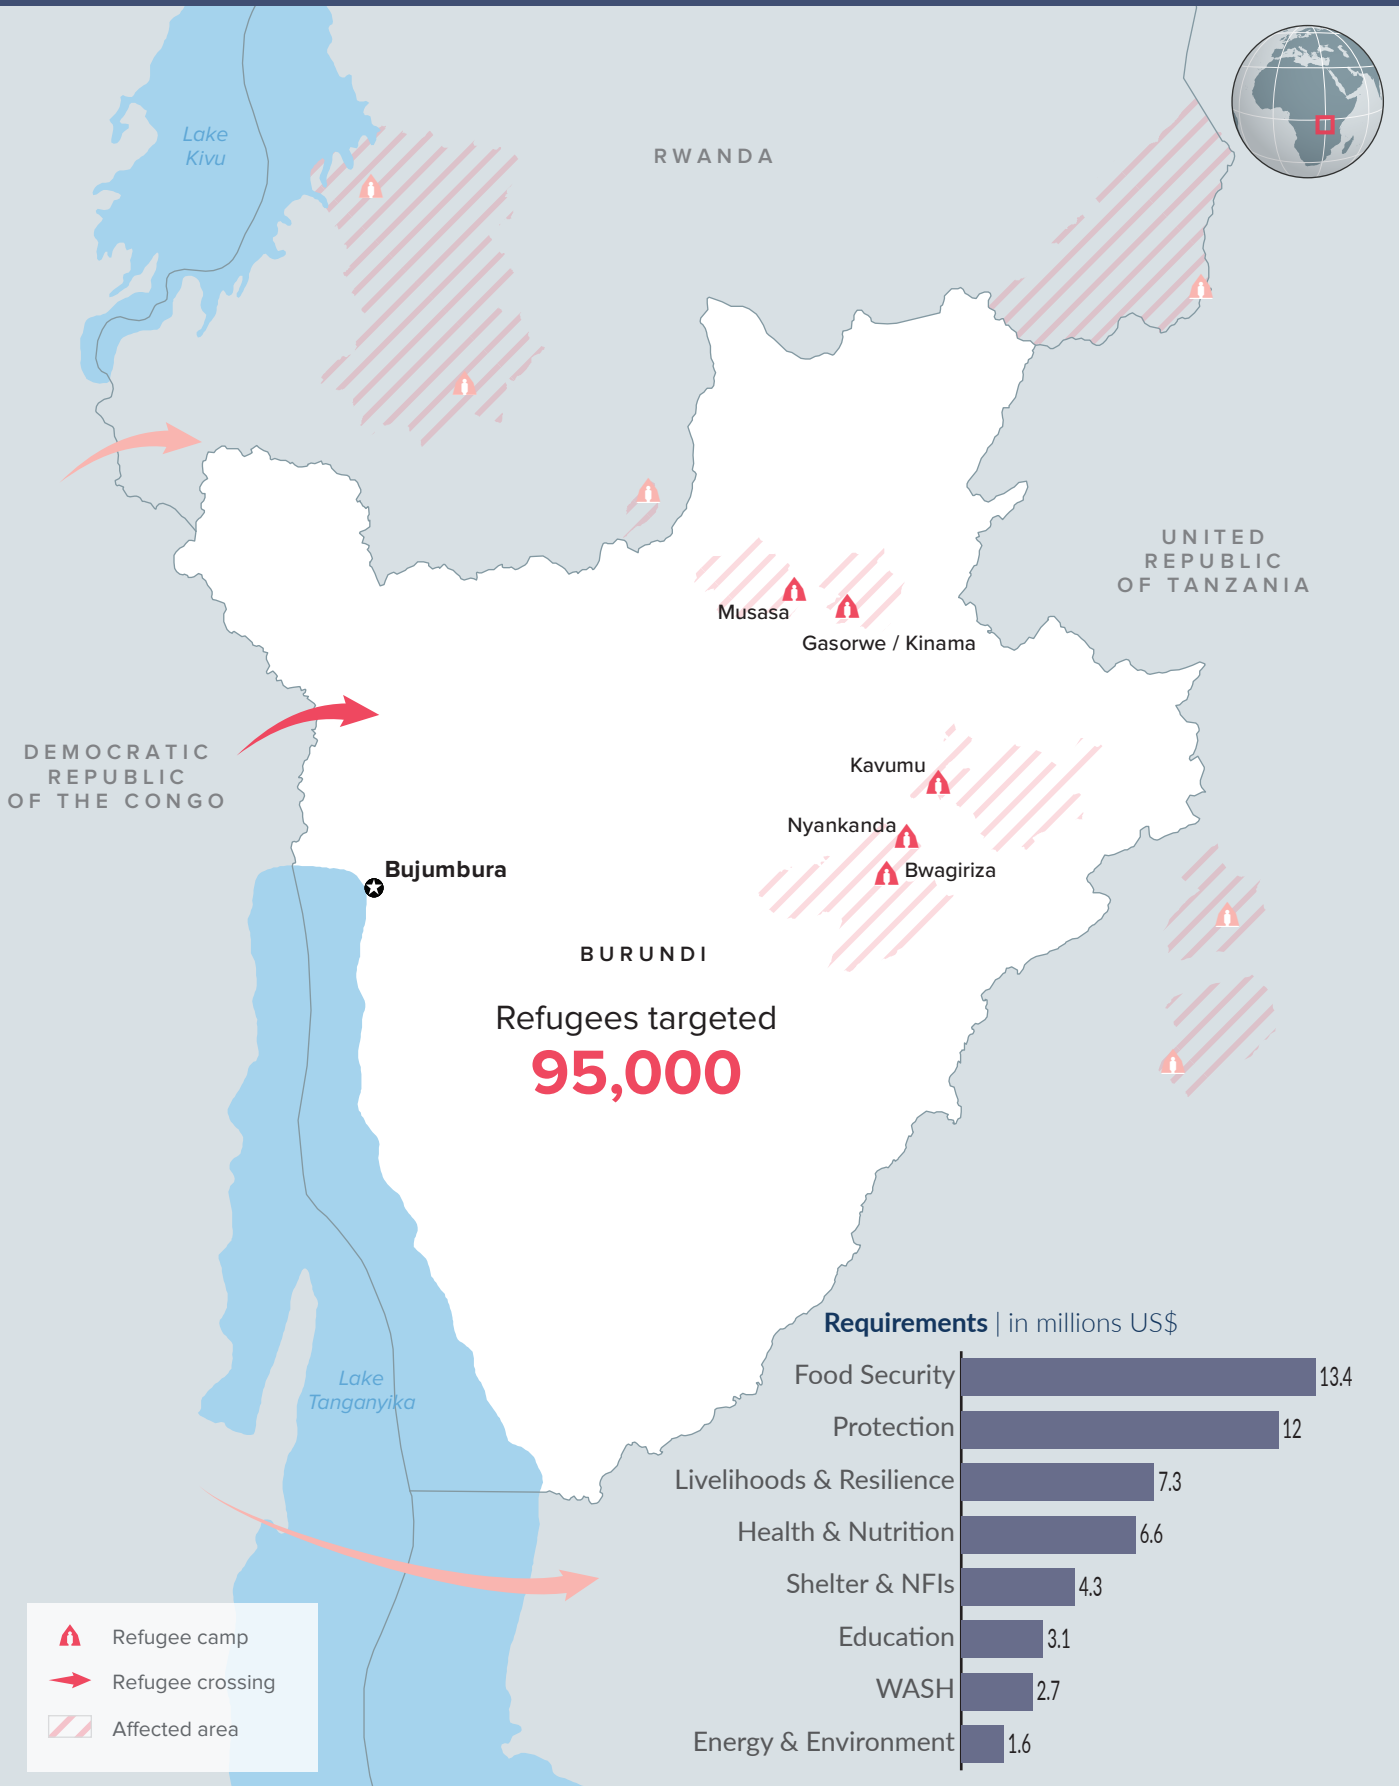 Lake
Kivu
RWANDA
UNITED
REPUBLIC
OF TANZANIA
Musasa
Gasorwe / Kinama
DEMOCRATIC
REPUBLIC
OF THE CONGO
Kavumu
Nyankanda
Bwagiriza
Bujumbura
BURUNDI
Refugees targeted
95,000
Lake
Tanganyika
Requirements | in millions US$
Food Security 13.4
Protection 12
Livelihoods & Resilience 7.3
Health & Nutrition 6.6
Shelter & NFIs 4.3
Education 3.1
WASH 2.7
Energy & Environment 1.6
Refugee camp
Refugee crossing
Affected area